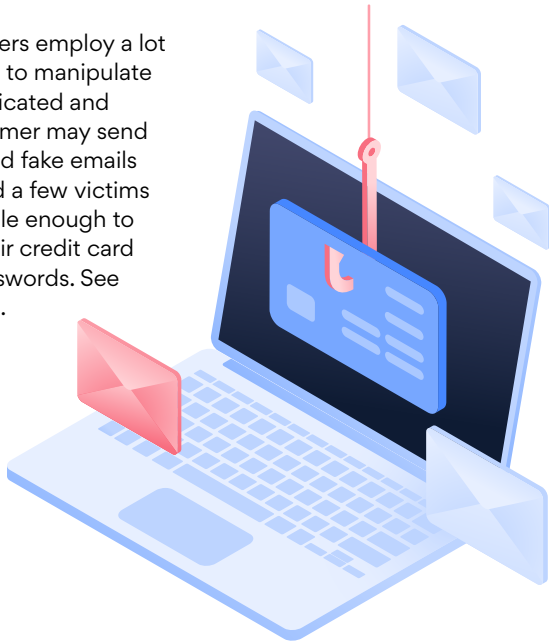 ers employ a lot
to manipulate
icated and
mer may send
d fake emails
d a few victims
le enough to
ir credit card
swords. See
.